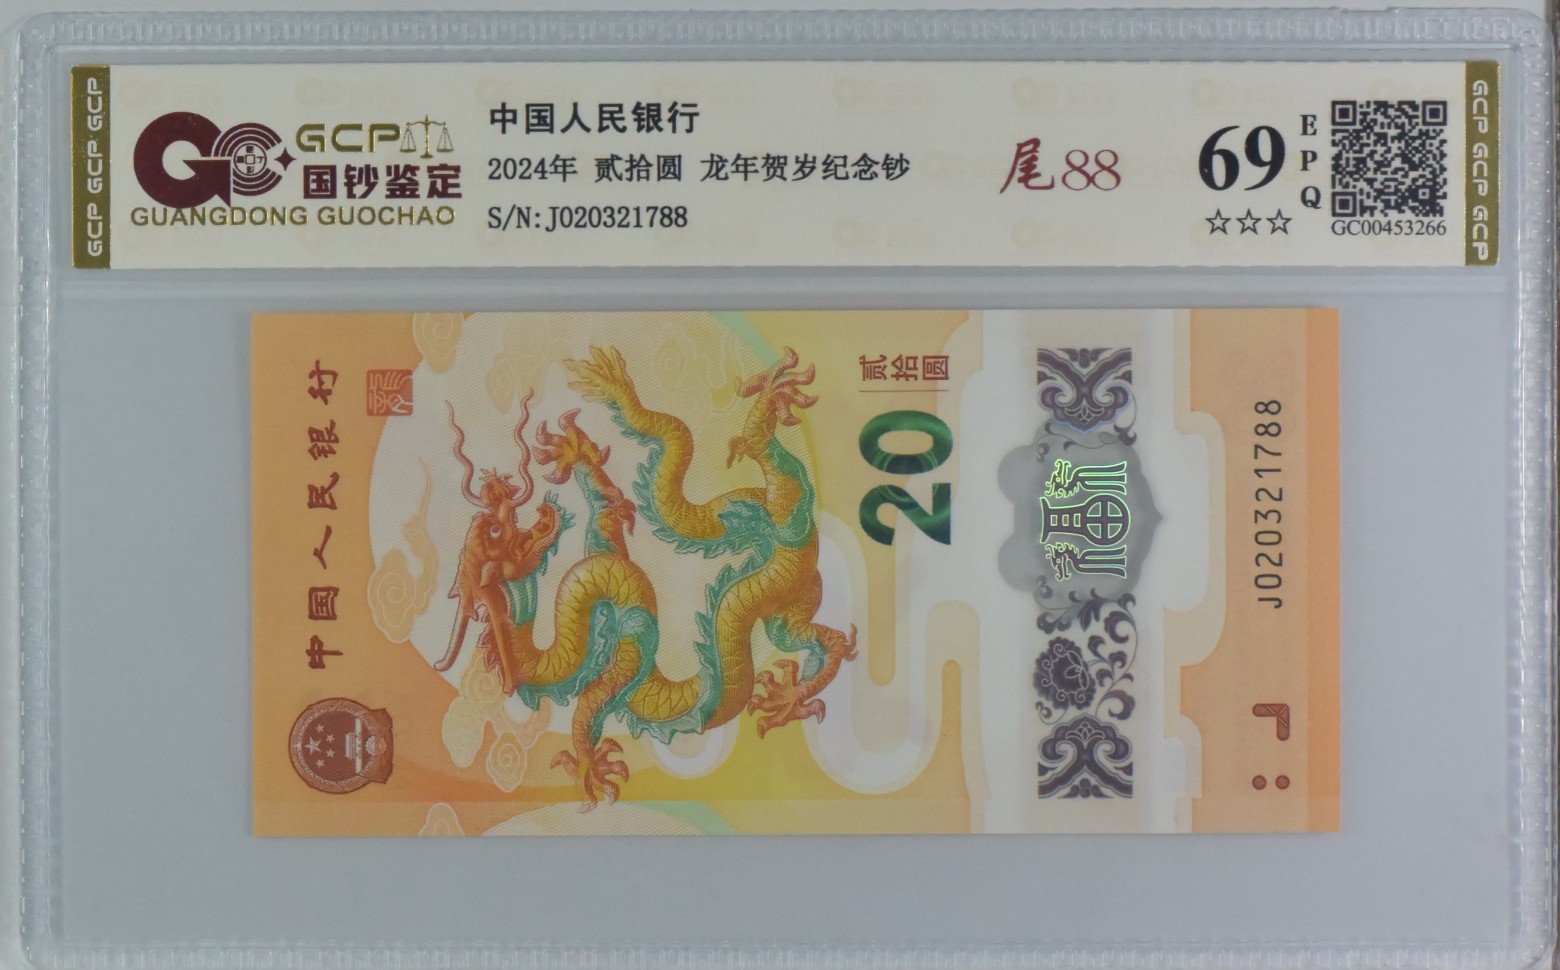 GCP GCP GCP
GCP
国钞鉴定
GUANGDONG GUOCHAO
中国人民银行
2024年 贰拾圆 龙年贺岁纪念钞
S/N:J020321788
尾88
69
EPQ
☆☆☆
GC00453266
GCP GCP GCP
中国人民银行
贰拾圆
20
J020321788